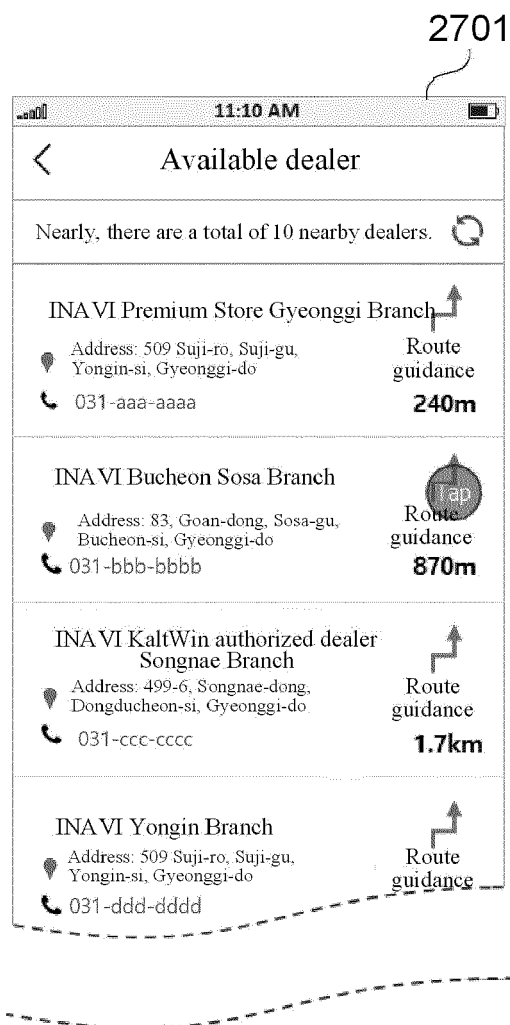 2701
11:10 AM
Available dealer
Nearly, there are a total of 10 nearby dealers.
INAVI Premium Store Gyeonggi Branch
Address: 509 Suji-ro, Suji-gu,
Yongin-si, Gyeonggi-do
031-aaa-aaaa
Route
guidance
240m
INAVI Bucheon Sosa Branch
Address: 83, Goan-dong, Sosa-gu,
Bucheon-si, Gyeonggi-do
031-bbb-bbbb
Tap
Route
guidance
870m
INAVI KaltWin authorized dealer
Songnae Branch
Address: 499-6, Songnae-dong,
Dongducheon-si, Gyeonggi-do
031-ccc-cccc
Route
guidance
1.7km
INAVI Yongin Branch
Address: 509 Suji-ro, Suji-gu,
Yongin-si, Gyeonggi-do
031-ddd-dddd
Route
guidance